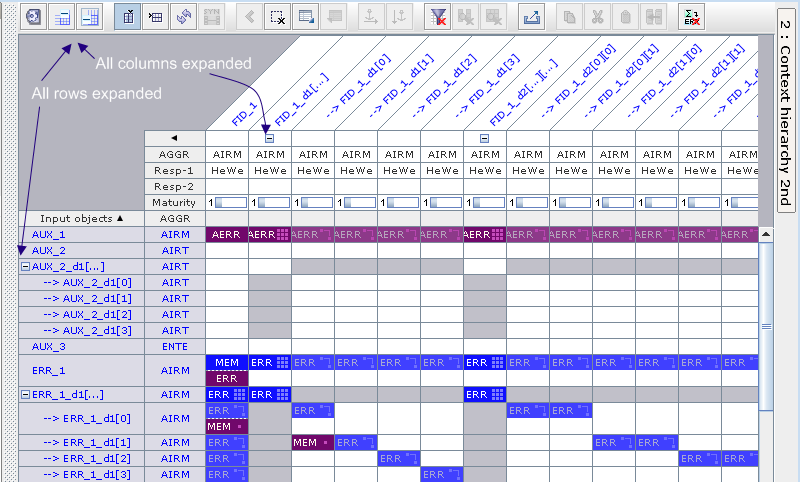 SYN
Σ↕
ERR
All columns expanded
All rows expanded
FID_1
FID_1_d1[...]
--> FID_1_d1[0]
--> FID_1_d1[1]
--> FID_1_d1[2]
--> FID_1_d1[3]
FID_1_d2[...][...]
--> FID_1_d2[0][0]
--> FID_1_d2[0][1]
--> FID_1_d2[1][0]
--> FID_1_d2[1][1]
2 : Context hierarchy 2nd
AGGR AIRM AIRM AIRM AIRM AIRM AIRM AIRM AIRM AIRM AIRM AIRM AIRM AIRM
Resp-1 HeWe HeWe HeWe HeWe HeWe HeWe HeWe HeWe HeWe HeWe HeWe HeWe HeWe
Resp-2
Maturity 1 1 1 1 1 1 1 1 1 1 1 1 1
Input objects ▲ AGGR
AUX_1 AIRM AERR AERR AERR AERR AERR AERR AERR AERR AERR AERR AERR AERR AERR
AUX_2 AIRT
AUX_2_d1[...] AIRT
--> AUX_2_d1[0] AIRT
--> AUX_2_d1[1] AIRT
--> AUX_2_d1[2] AIRT
--> AUX_2_d1[3] AIRT
AUX_3 ENTE
ERR_1 AIRM MEM ERR ERR ERR ERR ERR ERR ERR ERR ERR ERR ERR ERR
ERR
ERR_1_d1[...] AIRM ERR ERR ERR
--> ERR_1_d1[0] AIRM ERR ERR ERR ERR
MEM
--> ERR_1_d1[1] AIRM ERR MEM ERR ERR ERR
--> ERR_1_d1[2] AIRM ERR ERR ERR ERR
--> ERR_1_d1[3] AIRM ERR ERR